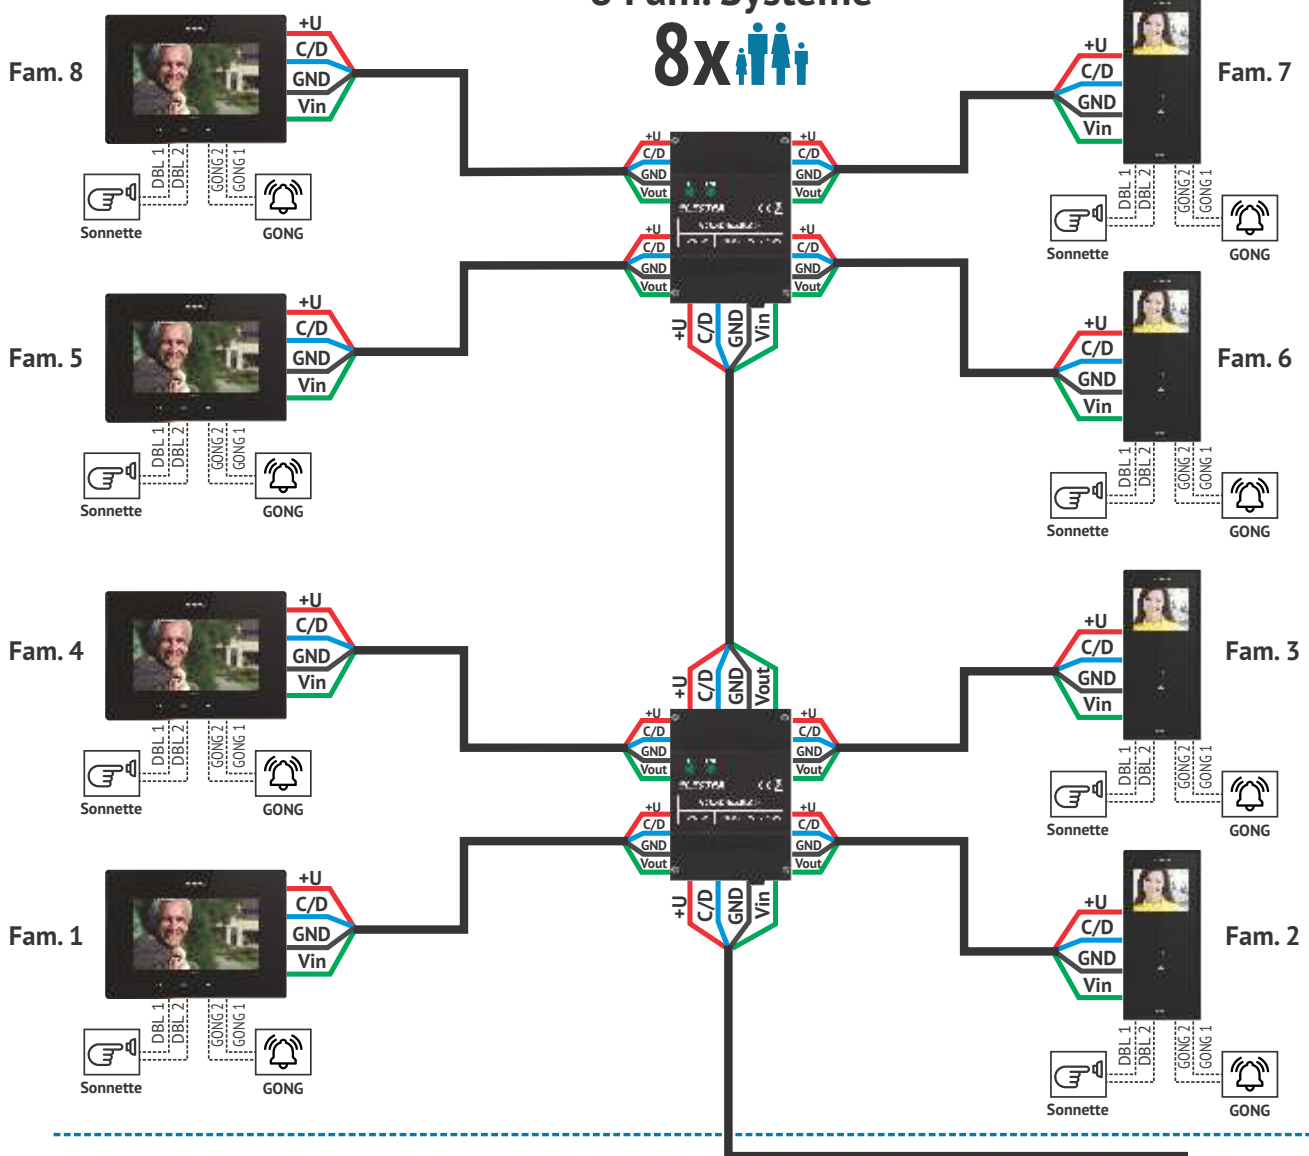 8x
Fam. 8
+U
C/D
GND
Vin
DBL 1
DBL 2
GONG 2
GONG 1
Sonnette
GONG
+U
C/D
GND
Vout
+U
C/D
GND
Vout
+U
C/D
GND
Vin
Fam. 7
DBL 1
DBL 2
GONG 2
GONG 1
Sonnette
GONG
+U
C/D
GND
Vout
+U
C/D
GND
Vout
+U
C/D
GND
Vin
Fam. 5
+U
C/D
GND
Vin
DBL 1
DBL 2
GONG 2
GONG 1
Sonnette
GONG
+U
C/D
GND
Vin
Fam. 6
DBL 1
DBL 2
GONG 2
GONG 1
Sonnette
GONG
Fam. 4
+U
C/D
GND
Vin
DBL 1
DBL 2
GONG 2
GONG 1
Sonnette
GONG
+U
C/D
GND
Vout
+U
C/D
GND
Vout
+U
C/D
GND
Vout
+U
C/D
GND
Vin
Fam. 3
DBL 1
DBL 2
GONG 2
GONG 1
Sonnette
GONG
+U
C/D
GND
Vout
+U
C/D
GND
Vout
+U
C/D
GND
Vin
Fam. 1
+U
C/D
GND
Vin
DBL 1
DBL 2
GONG 2
GONG 1
Sonnette
GONG
+U
C/D
GND
Vin
Fam. 2
DBL 1
DBL 2
GONG 2
GONG 1
Sonnette
GONG